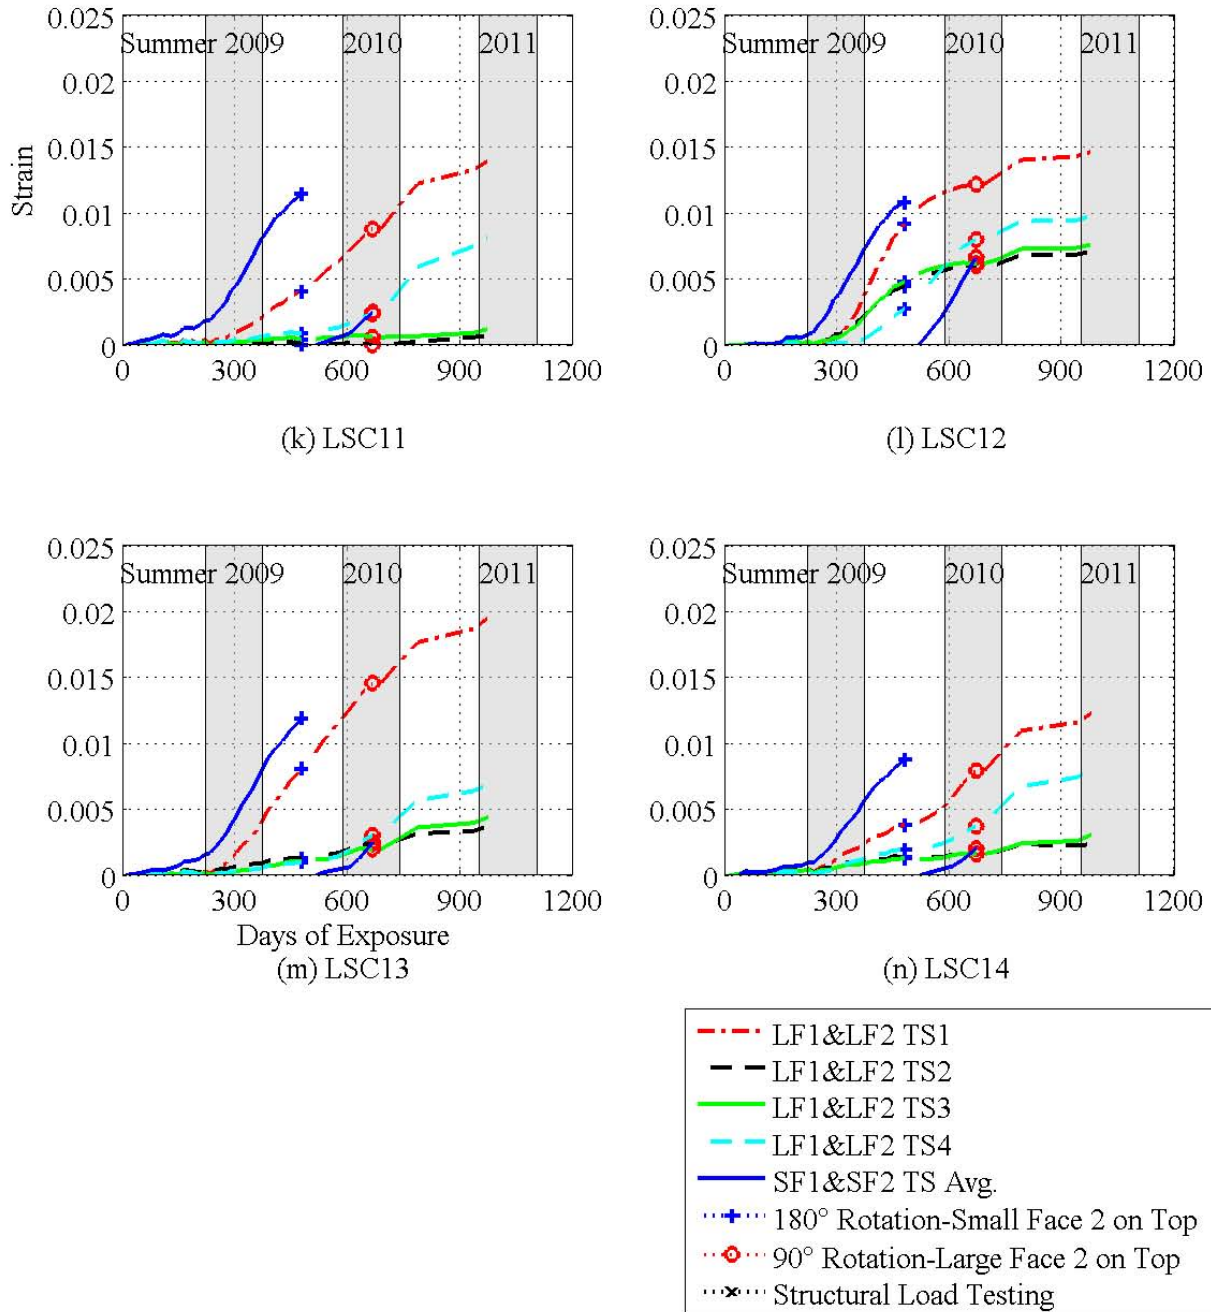 0.025
Summer 2009 2010 2011
0.02
0.015
0.01
0.005
0
0 300 600 900 1200
Strain
(k) LSC11
0.025
Summer 2009 2010 2011
0.02
0.015
0.01
0.005
0
0 300 600 900 1200
(l) LSC12
0.025
Summer 2009 2010 2011
0.02
0.015
0.01
0.005
0
0 300 600 900 1200
Days of Exposure
(m) LSC13
0.025
Summer 2009 2010 2011
0.02
0.015
0.01
0.005
0
0 300 600 900 1200
(n) LSC14
LF1&LF2 TS1
LF1&LF2 TS2
LF1&LF2 TS3
LF1&LF2 TS4
SF1&SF2 TS Avg.
180° Rotation-Small Face 2 on Top
90° Rotation-Large Face 2 on Top
Structural Load Testing